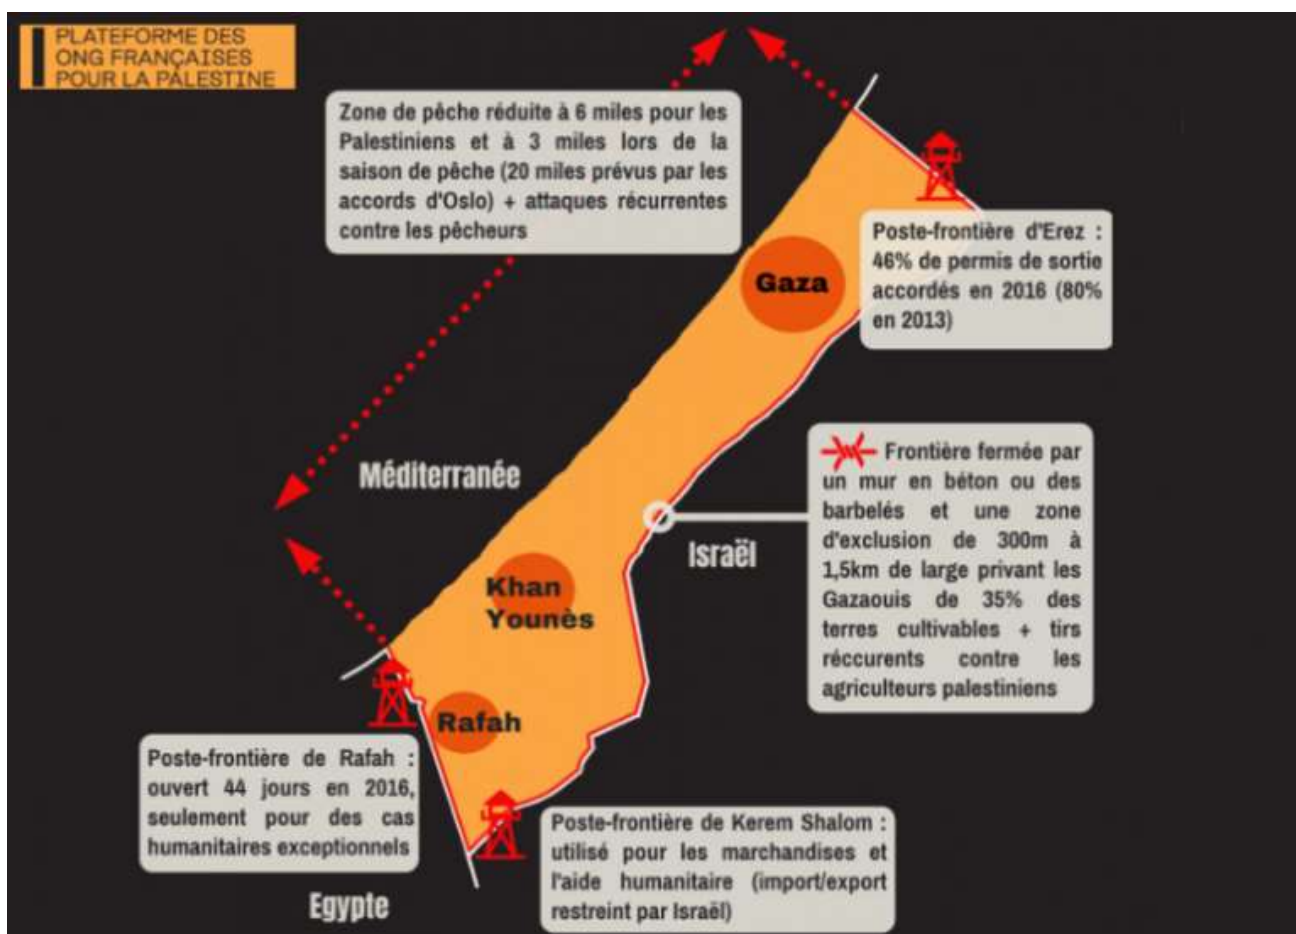 PLATEFORME DES
ONG FRANÇAISES
POUR LA PALESTINE
Zone de pêche réduite à 6 miles pour les
Palestiniens et à 3 miles lors de la
saison de pêche (20 miles prévus par les
accords d'Oslo) + attaques récurrentes
contre les pêcheurs
Poste-frontière d'Erez :
46% de permis de sortie
accordés en 2016 (80%
en 2013)
Gaza
Méditerranée
Frontière fermée par
un mur en béton ou des
barbelés et une zone
d'exclusion de 300m à
1,5km de large privant les
Gazaouis de 35% des
terres cultivables + tirs
réccurents contre les
agriculteurs palestiniens
Israël
Khan
Younès
Rafah
Poste-frontière de Rafah :
ouvert 44 jours en 2016,
seulement pour des cas
humanitaires exceptionnels
Poste-frontière de Kerem Shalom :
utilisé pour les marchandises et
l'aide humanitaire (import/export
restreint par Israël)
Egypte